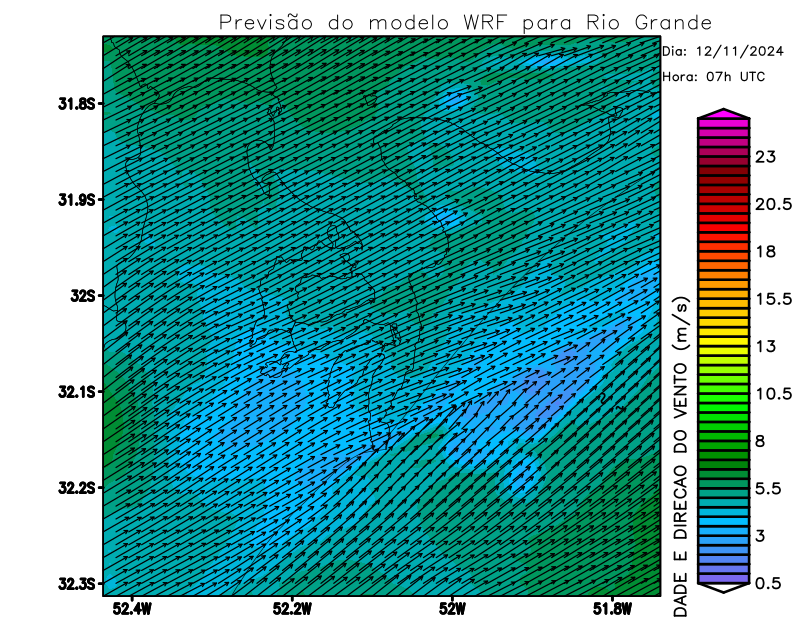 Previsão do modelo WRF para Rio Grande
Dia: 12/11/2024
Hora: 07h UTC
31.8S
31.9S
32S
32.1S
32.2S
32.3S
52.4W
52.2W
52W
51.8W
23
20.5
18
15.5
13
10.5
8
5.5
3
0.5
DADE E DIRECAO DO VENTO (m/s)